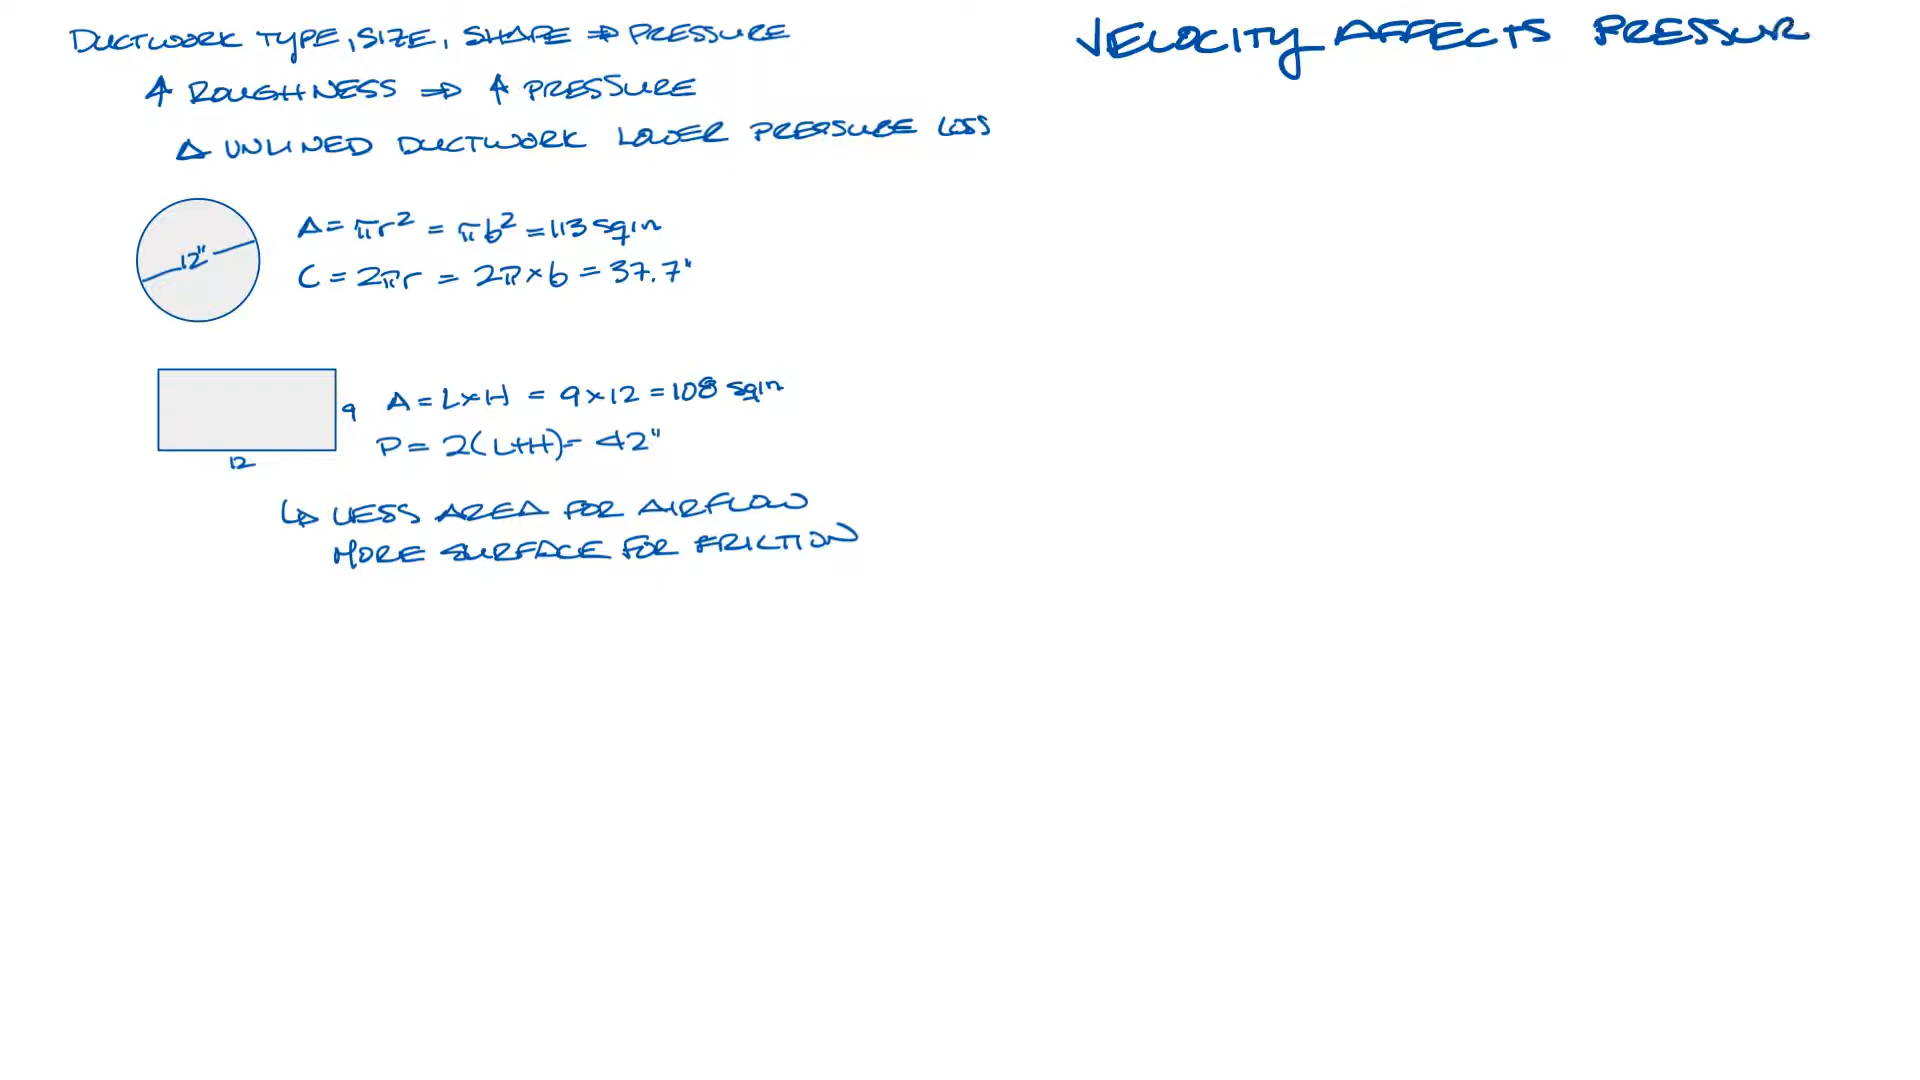 DUCTWORK TYPE, SIZE, SHAPE ⇒ PRESSURE
↑ ROUGHNESS ⇒ ↑ PRESSURE
△ UNLINED DUCTWORK LOWER PRESSURE LOSS
12"
A = πr² = π6² = 113 sqin
C = 2πr = 2π × 6 = 37.7"
9
12
A = L×H = 9×12 = 108 sqin
P = 2(L+H) = 42"
↳ LESS AREA FOR AIRFLOW
MORE SURFACE FOR FRICTION
VELOCITY AFFECTS PRESSUR